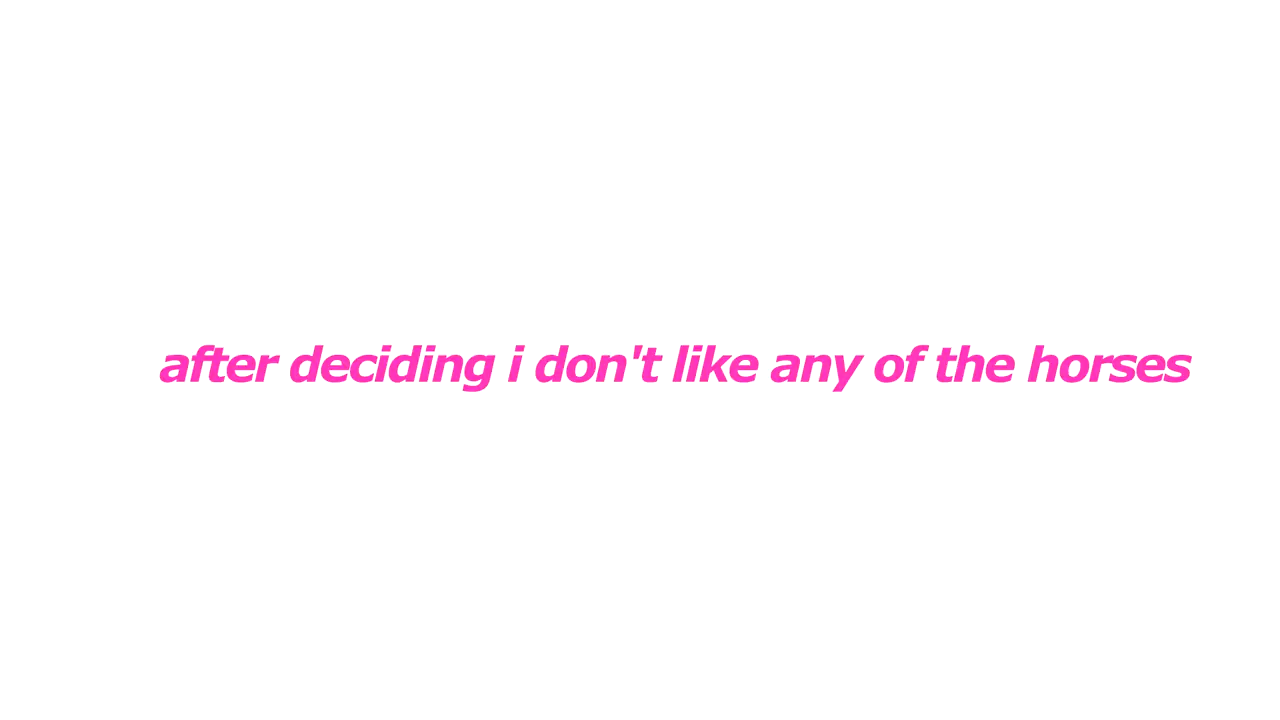 after deciding i don't like any of the horses